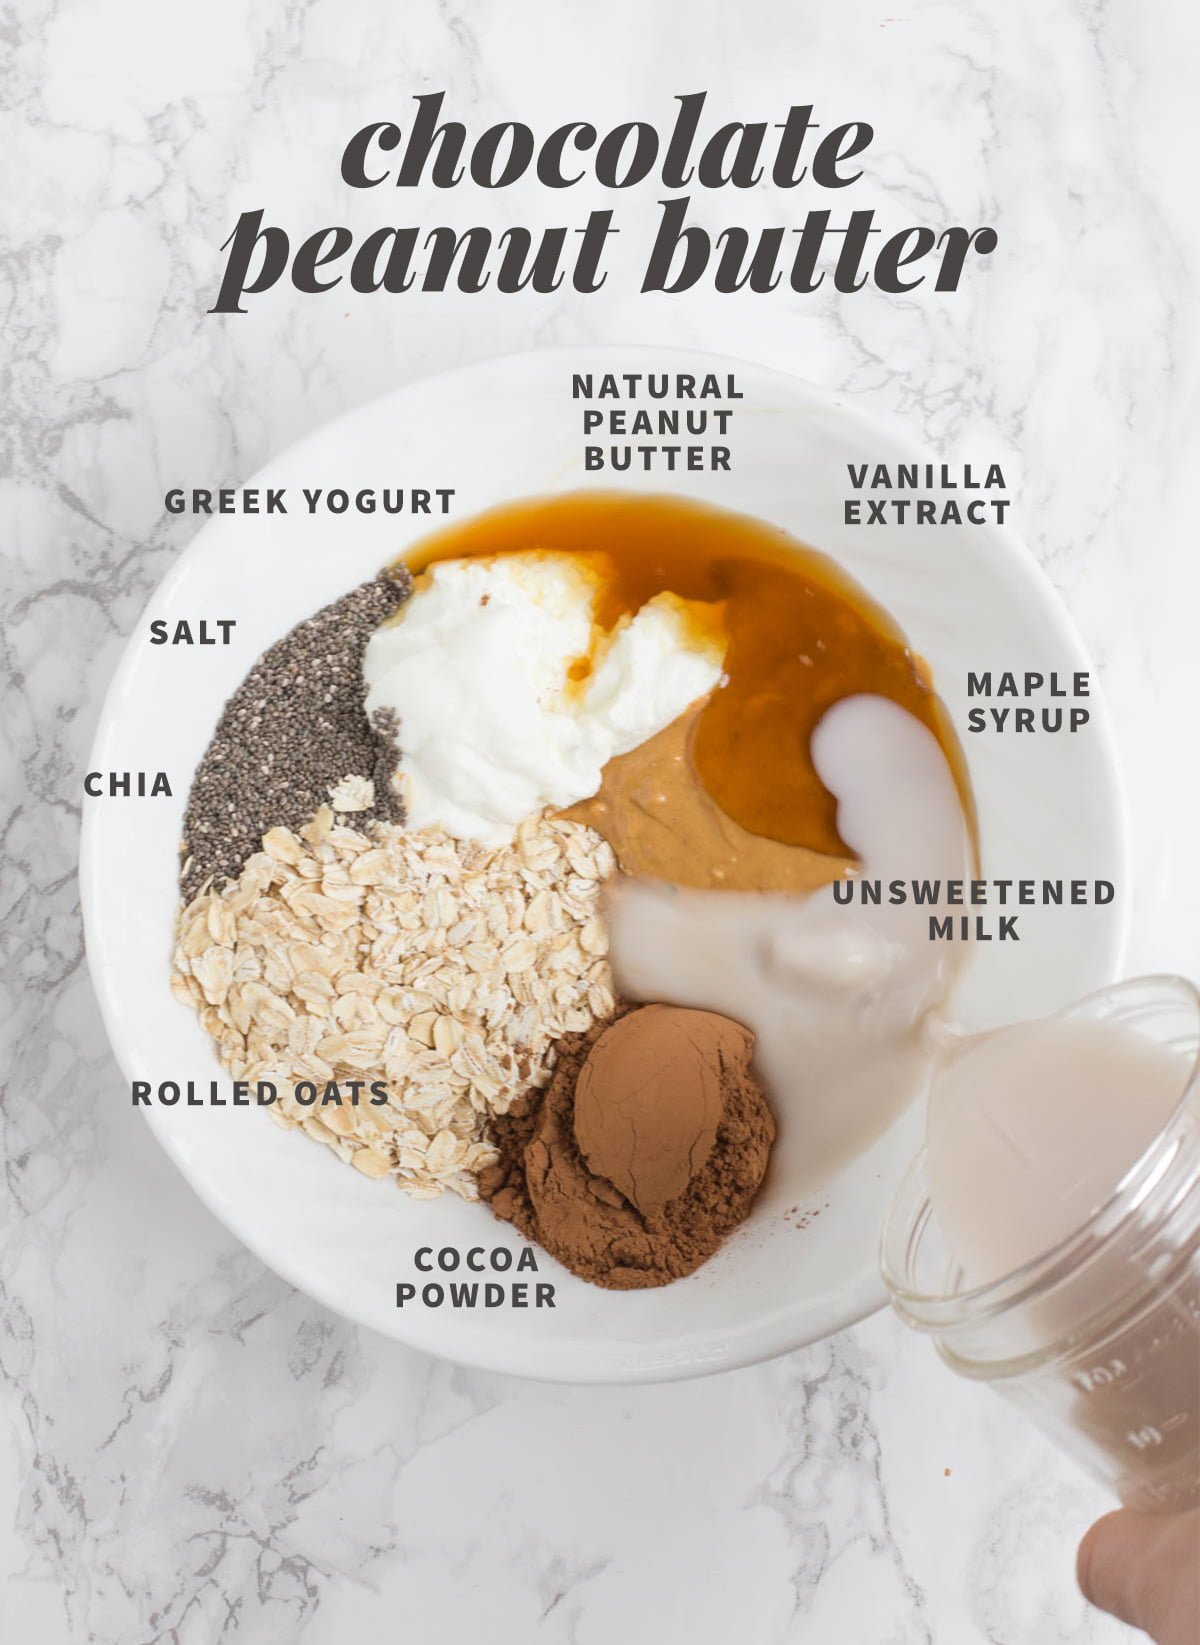 chocolate
peanut butter
NATURAL
PEANUT
BUTTER
VANILLA
EXTRACT
GREEK YOGURT
SALT
MAPLE
SYRUP
CHIA
UNSWEETENED
MILK
ROLLED OATS
COCOA
POWDER